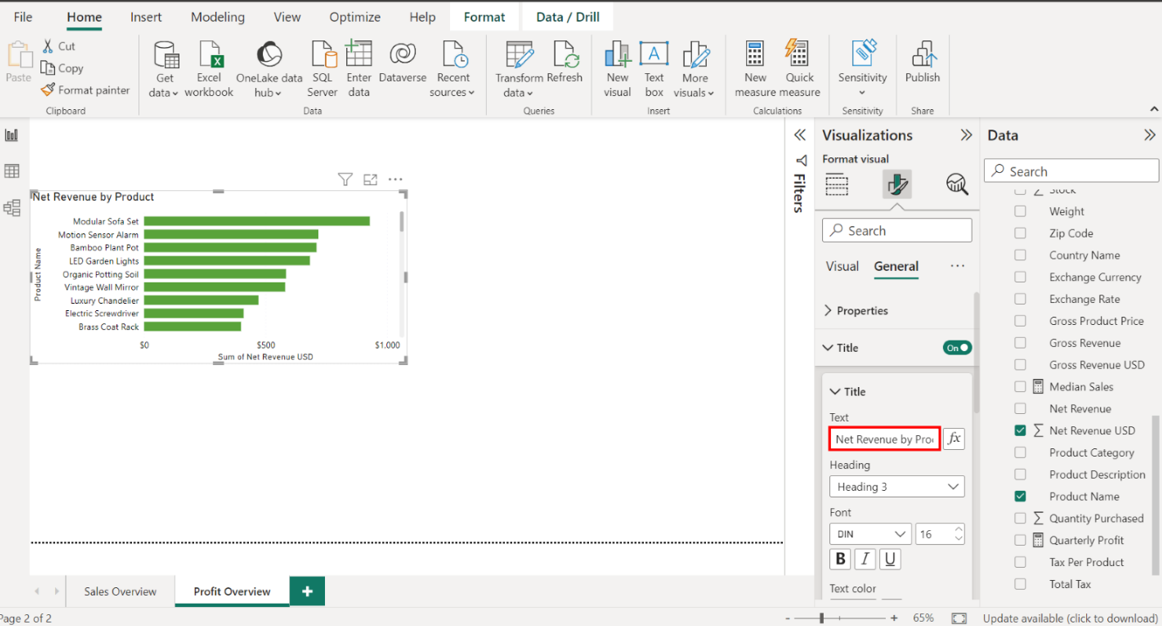 File Home Insert Modeling View Optimize Help Format Data / Drill
Paste
Cut
Copy
Format painter
Clipboard
Get data
Excel workbook
OneLake data hub
SQL Server
Enter data
Dataverse
Recent sources
Data
Transform data
Refresh
Queries
New visual
Text box
More visuals
Insert
New measure
Quick measure
Calculations
Sensitivity
Sensitivity
Publish
Share
Net Revenue by Product
Product Name
Modular Sofa Set
Motion Sensor Alarm
Bamboo Plant Pot
LED Garden Lights
Organic Potting Soil
Vintage Wall Mirror
Luxury Chandelier
Electric Screwdriver
Brass Coat Rack
$0 $500 $1.000
Sum of Net Revenue USD
Filters
Visualizations
Format visual
Search
Visual General
Properties
Title On
Title
Text
Net Revenue by Pro
fx
Heading
Heading 3
Font
DIN 16
B I U
Text color
Data
Search
Stock
Weight
Zip Code
Country Name
Exchange Currency
Exchange Rate
Gross Product Price
Gross Revenue
Gross Revenue USD
Median Sales
Net Revenue
Net Revenue USD
Product Category
Product Description
Product Name
Quantity Purchased
Quarterly Profit
Tax Per Product
Total Tax
Sales Overview Profit Overview +
Page 2 of 2
- + 65%
Update available (click to download)